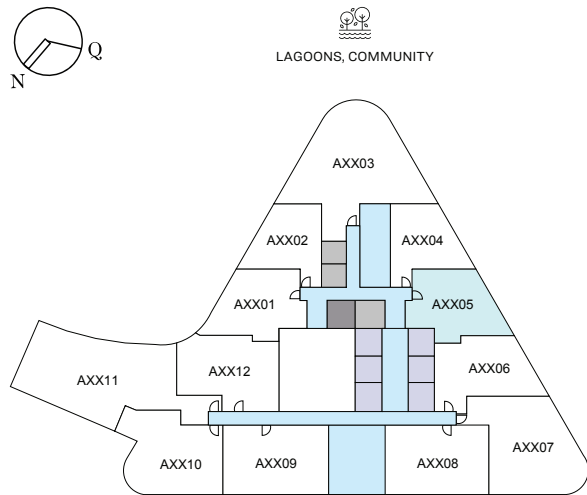 Q
N
LAGOONS, COMMUNITY
AXX03
AXX02
AXX04
AXX01
AXX05
AXX12
AXX06
AXX11
AXX07
AXX10
AXX09
AXX08